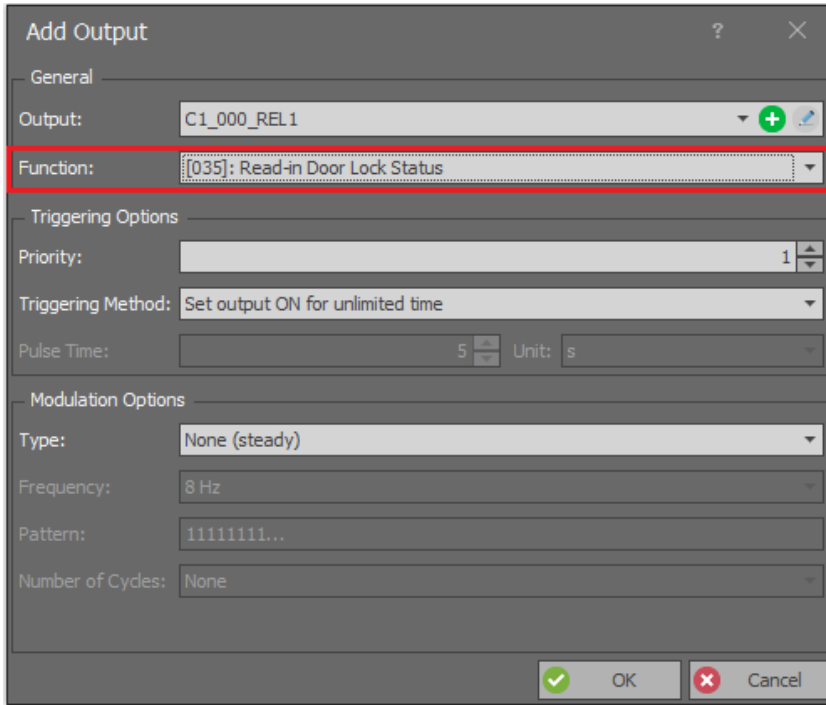 Add Output ?
General
Output: C1_000_REL1
Function: [035]: Read-in Door Lock Status
Triggering Options
Priority: 1
Triggering Method: Set output ON for unlimited time
Pulse Time: 5 Unit: s
Modulation Options
Type: None (steady)
Frequency: 8 Hz
Pattern: 11111111...
Number of Cycles: None
OK Cancel